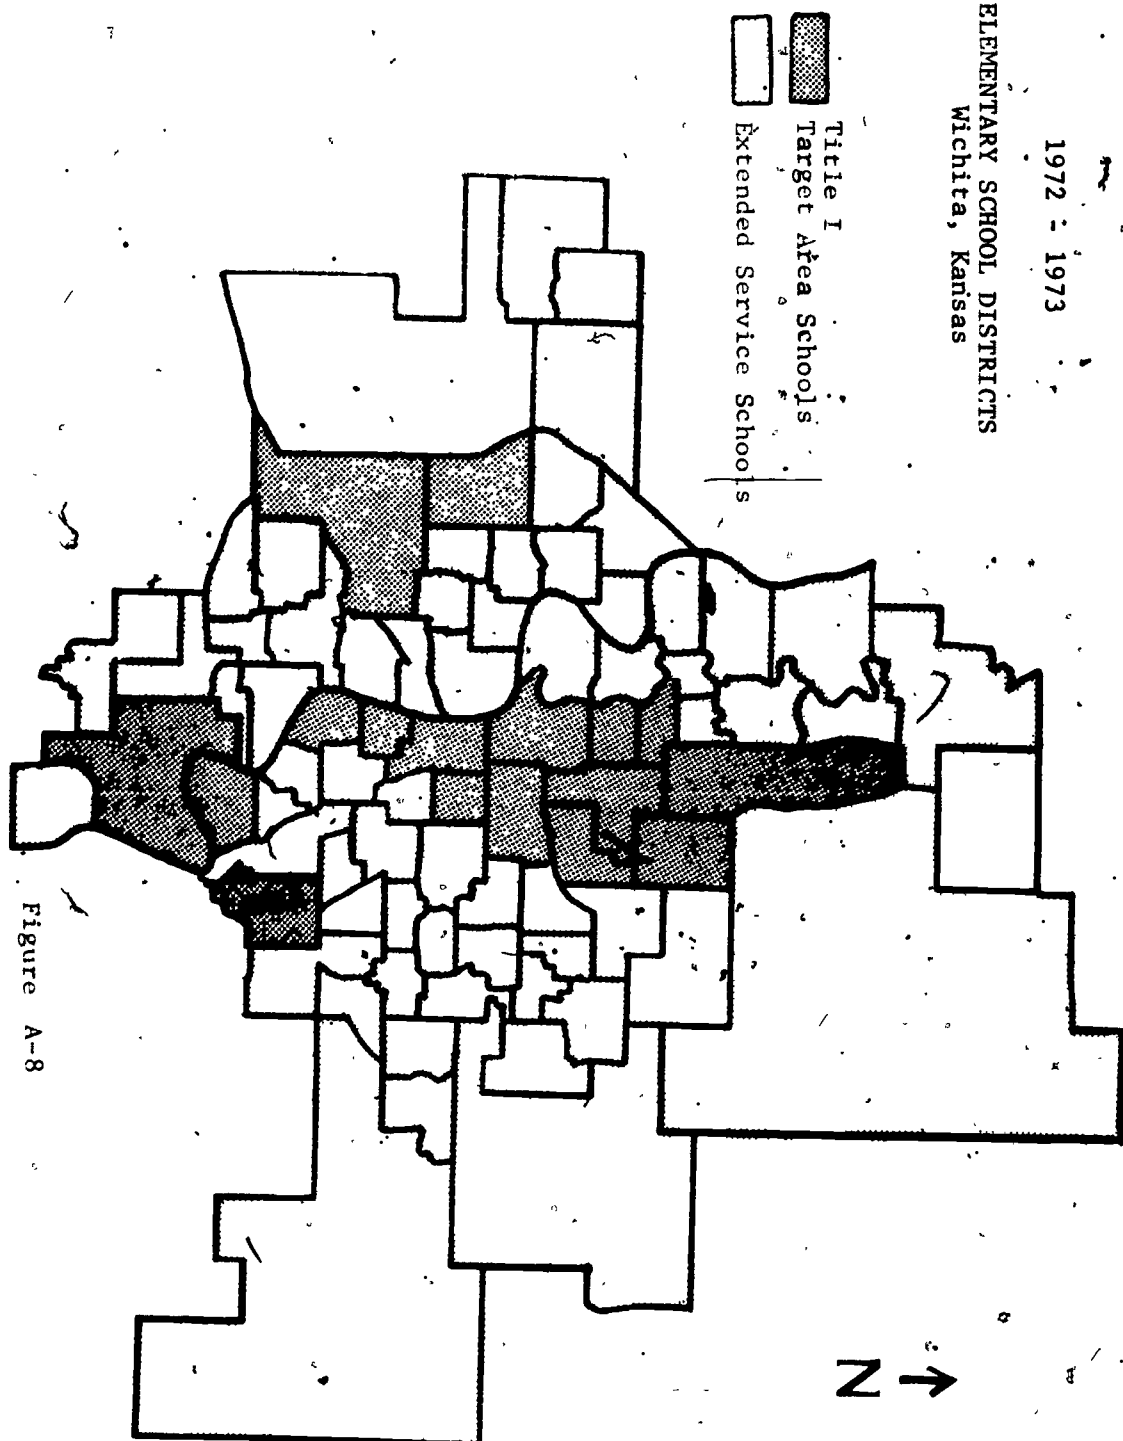 1972 - 1973
ELEMENTARY SCHOOL DISTRICTS
Wichita, Kansas
Title I
Target Area Schools
Extended Service Schools
N
Figure A-8